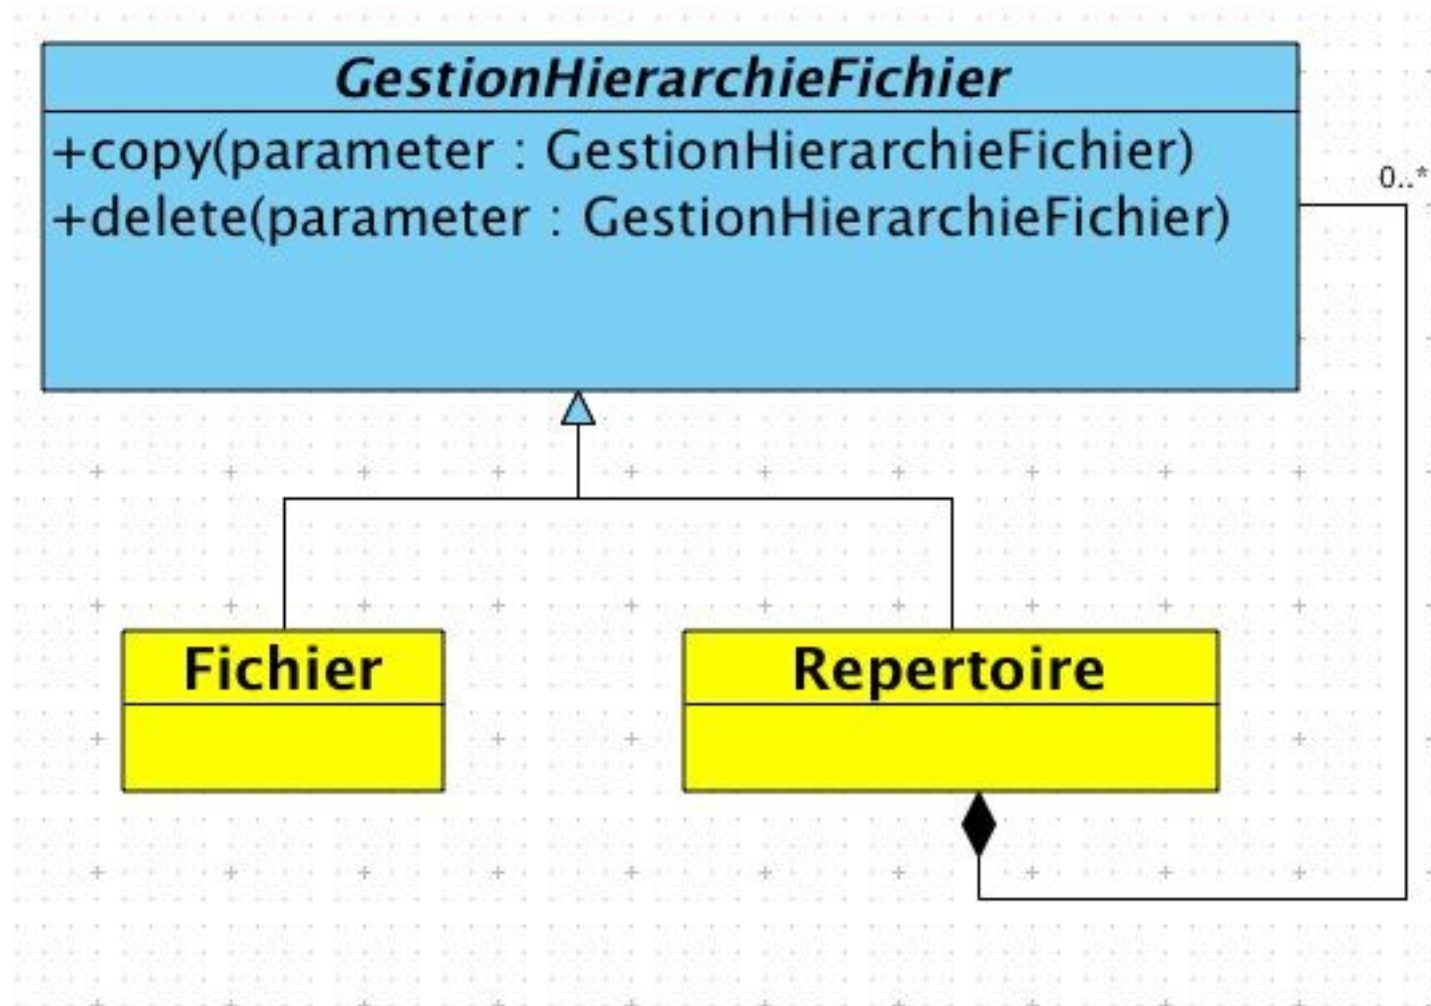 GestionHierarchieFichier
+copy(parameter : GestionHierarchieFichier)
0..*
+delete(parameter : GestionHierarchieFichier)
Fichier
Repertoire